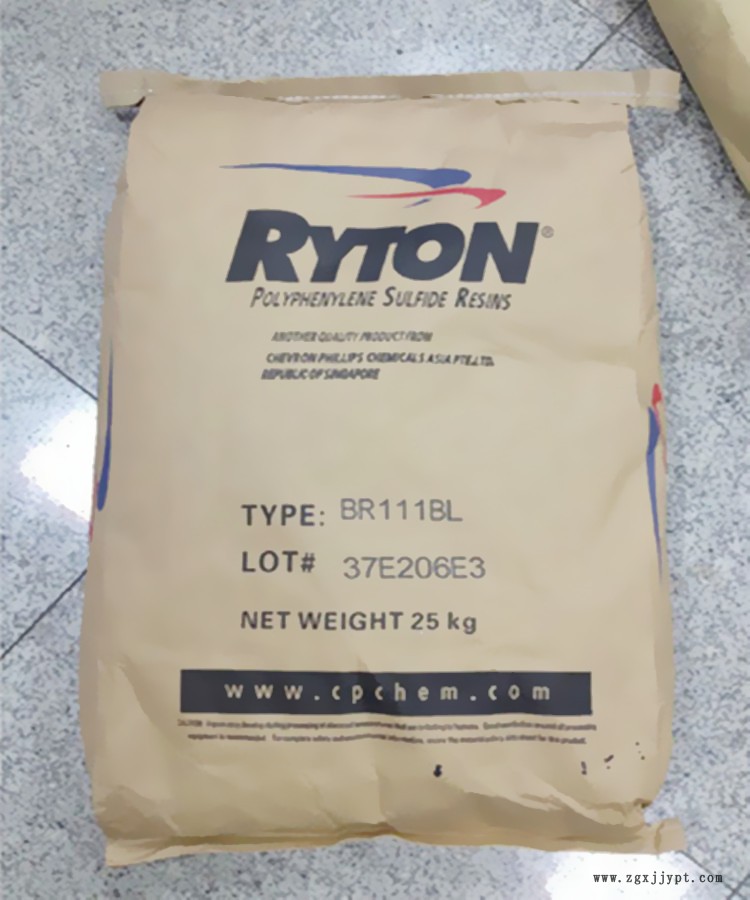 RYTON®
POLYPHENYLENE SULFIDE RESINS
ANOTHER QUALITY PRODUCT FROM
CHEVRON PHILLIPS CHEMICALS ASIA PTE.LTD.
REPUBLIC OF SINGAPORE
TYPE: BR111BL
LOT# 37E206E3
NET WEIGHT 25 kg
www.cpchem.com
CAUTION:
www.zgxjjypt.com